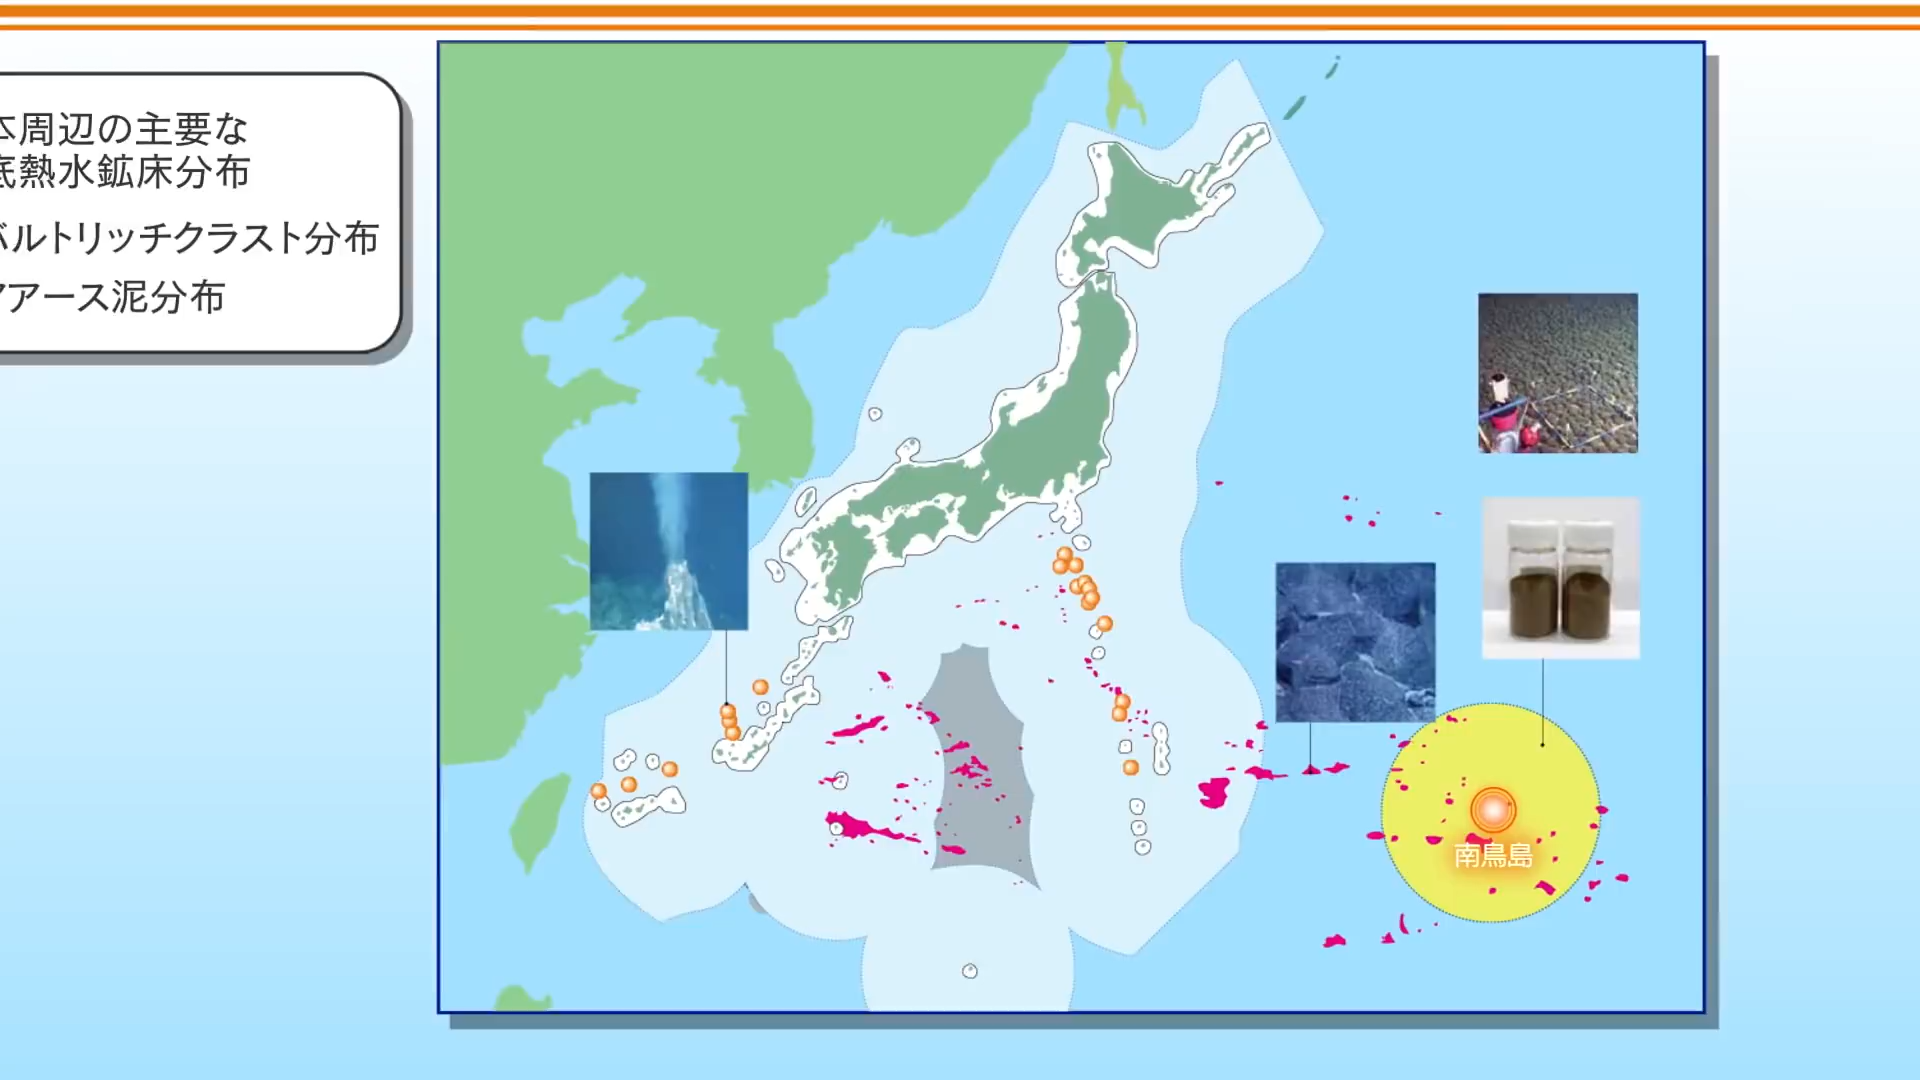 本周辺の主要な
底熱水鉱床分布
バルトリッチクラスト分布
アアース泥分布
南鳥島